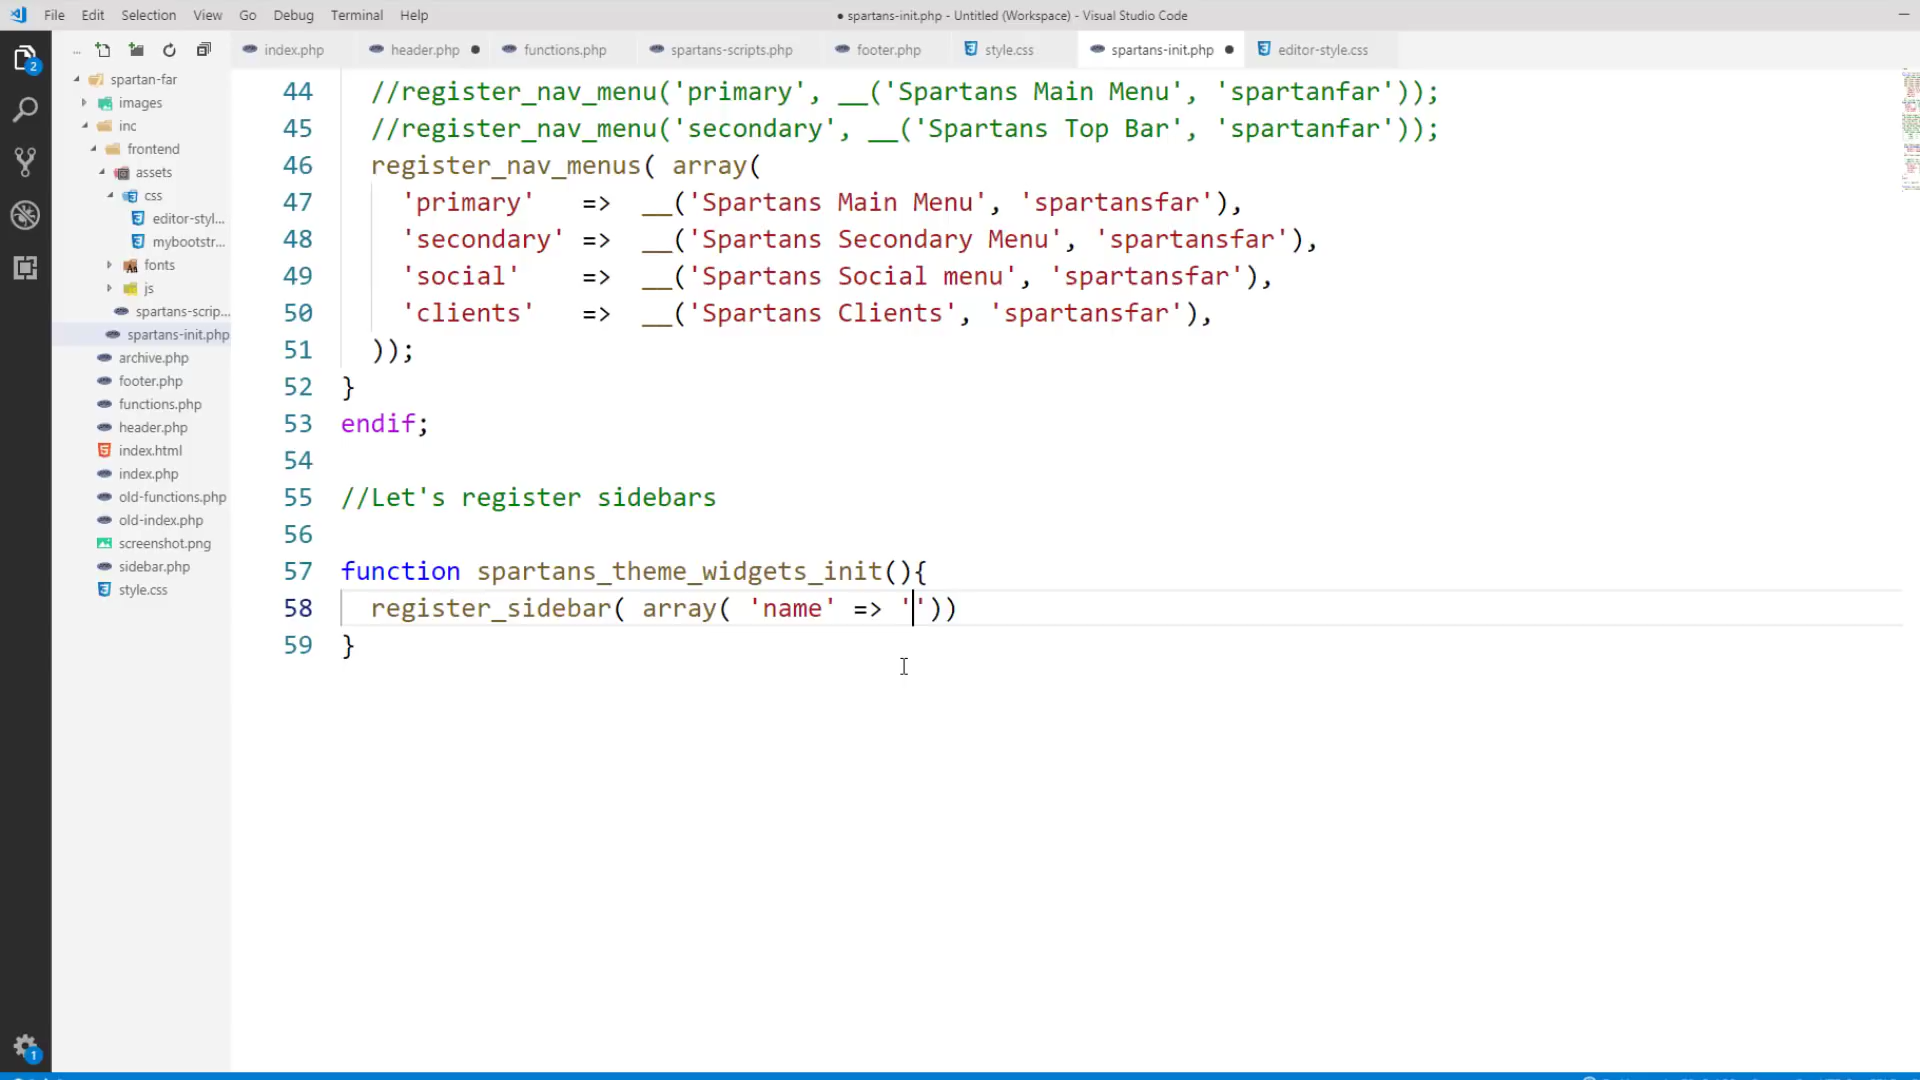 File Edit Selection View Go Debug Terminal Help
● spartans-init.php - Untitled (Workspace) - Visual Studio Code
index.php header.php functions.php spartans-scripts.php footer.php style.css spartans-init.php editor-style.css
2
...
spartan-far
images
inc
frontend
assets
css
editor-styl...
mybootstr...
fonts
js
spartans-scrip...
spartans-init.php
archive.php
footer.php
functions.php
header.php
index.html
index.php
old-functions.php
old-index.php
screenshot.png
sidebar.php
style.css
1
44 //register_nav_menu('primary', __('Spartans Main Menu', 'spartanfar'));
45 //register_nav_menu('secondary', __('Spartans Top Bar', 'spartanfar'));
46 register_nav_menus( array(
47 'primary' => __('Spartans Main Menu', 'spartansfar'),
48 'secondary' => __('Spartans Secondary Menu', 'spartansfar'),
49 'social' => __('Spartans Social menu', 'spartansfar'),
50 'clients' => __('Spartans Clients', 'spartansfar'),
51 ));
52 }
53 endif;
54
55 //Let's register sidebars
56
57 function spartans_theme_widgets_init(){
58 register_sidebar( array( 'name' => ''))
59 }